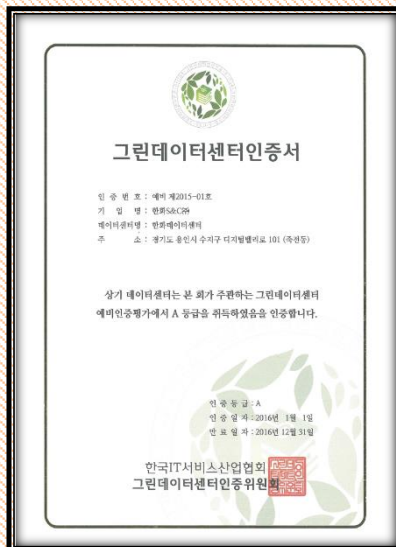 그린데이터센터인증서
인 증 번 호 : 예비 제2015-01호
기 업 명 : 한화S&C㈜
데이터센터명 : 한화데이터센터
주 소 : 경기도 용인시 수지구 디지털밸리로 101 (죽전동)
상기 데이터센터는 본 회가 주관하는 그린데이터센터
예비인증평가에서 A 등급을 취득하였음을 인증합니다.
인 증 등 급 : A
인 증 일 자 : 2016년 1월 1일
만 료 일 자 : 2016년 12월 31일
한국IT서비스산업협회
그린데이터센터인증위원회